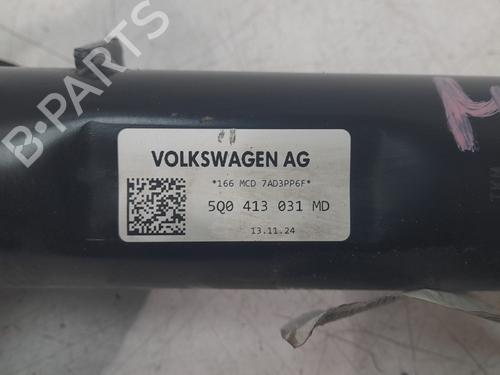 B-PARTS
VOLKSWAGEN AG
*166 MCD 7AD3PP6F*
5Q0 413 031 MD
13.11.24